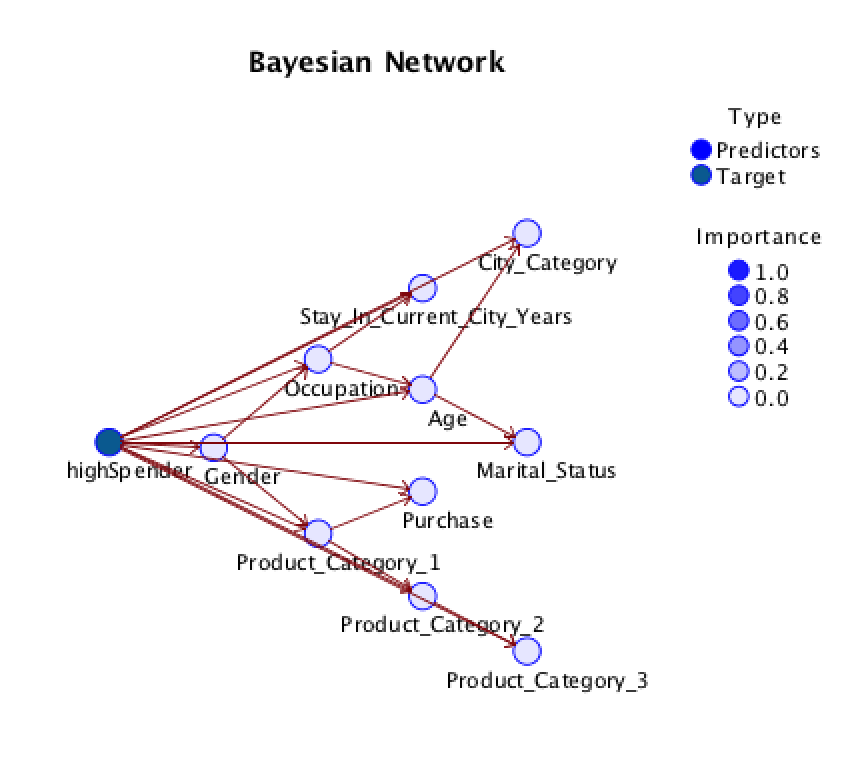 Bayesian Network
Type
Predictors
Target
Importance
1.0
0.8
0.6
0.4
0.2
0.0
City_Category
Stay_In_Current_City_Years
Occupation
Age
highSpender
Gender
Marital_Status
Purchase
Product_Category_1
Product_Category_2
Product_Category_3